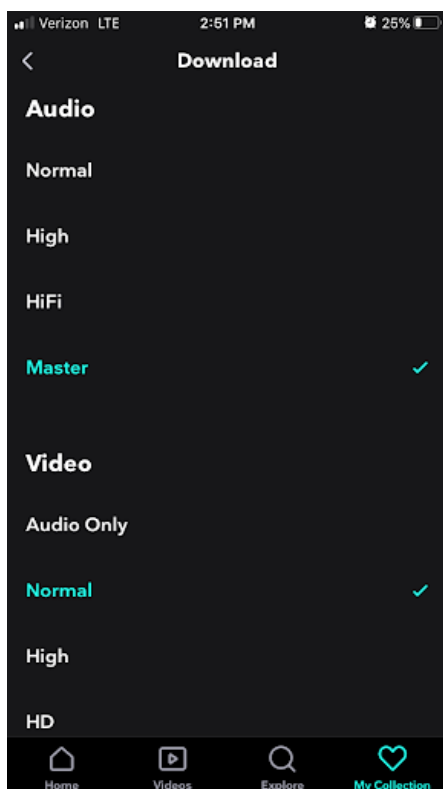 Verizon LTE 2:51 PM 25%
Download
Audio
Normal
High
HiFi
Master
Video
Audio Only
Normal
High
HD
Home Videos Explore My Collection